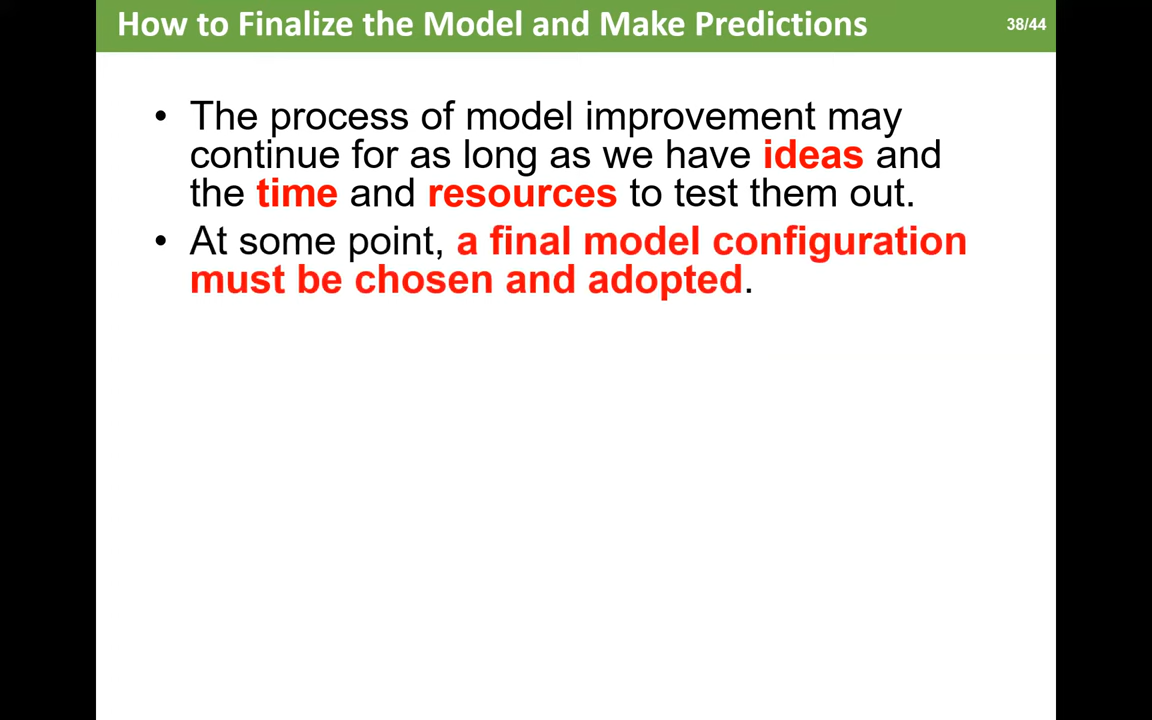 How to Finalize the Model and Make Predictions
38/44
• The process of model improvement may
continue for as long as we have ideas and
the time and resources to test them out.
• At some point, a final model configuration
must be chosen and adopted.